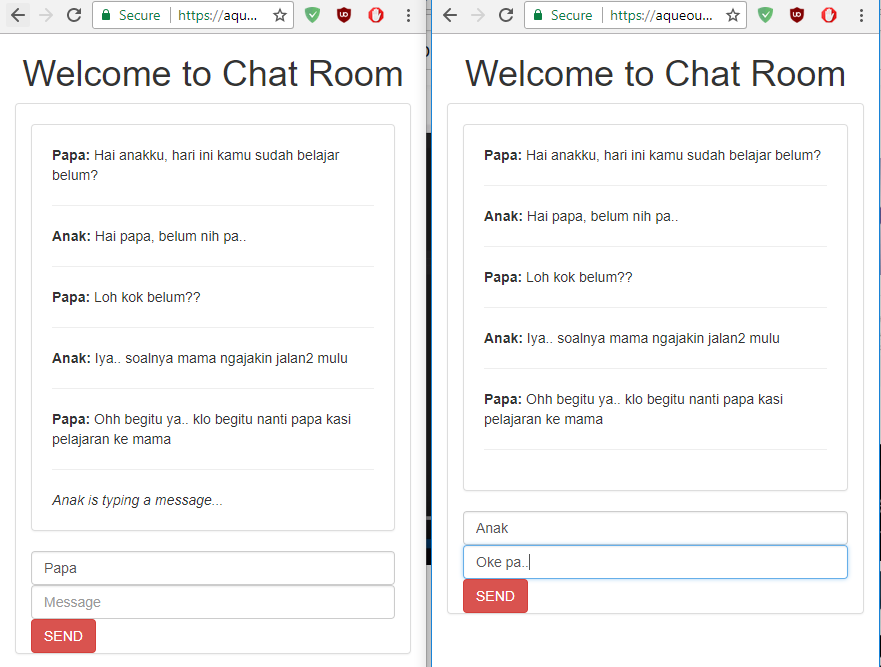 Secure https://aqu...
Welcome to Chat Room
Papa: Hai anakku, hari ini kamu sudah belajar
belum?
Anak: Hai papa, belum nih pa..
Papa: Loh kok belum??
Anak: Iya.. soalnya mama ngajakin jalan2 mulu
Papa: Ohh begitu ya.. klo begitu nanti papa kasi
pelajaran ke mama
Anak is typing a message...
Papa
Message
SEND
Secure https://aqueou...
Welcome to Chat Room
Papa: Hai anakku, hari ini kamu sudah belajar belum?
Anak: Hai papa, belum nih pa..
Papa: Loh kok belum??
Anak: Iya.. soalnya mama ngajakin jalan2 mulu
Papa: Ohh begitu ya.. klo begitu nanti papa kasi
pelajaran ke mama
Anak
Oke pa..
SEND